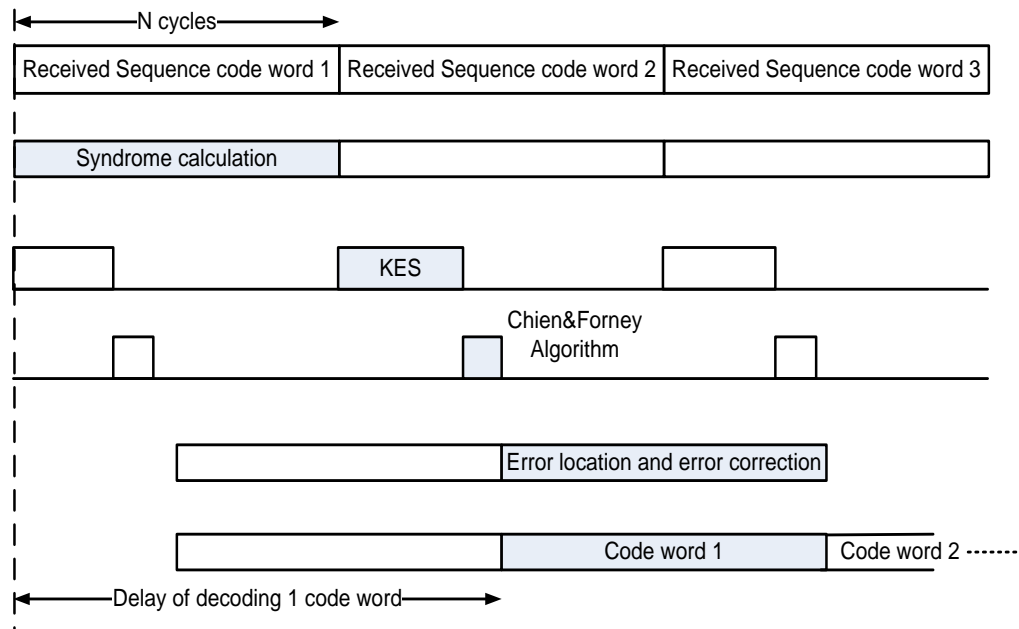 N cycles
Received Sequence code word 1 Received Sequence code word 2 Received Sequence code word 3
Syndrome calculation
KES
Chien&Forney
Algorithm
Error location and error correction
Code word 1 Code word 2
Delay of decoding 1 code word